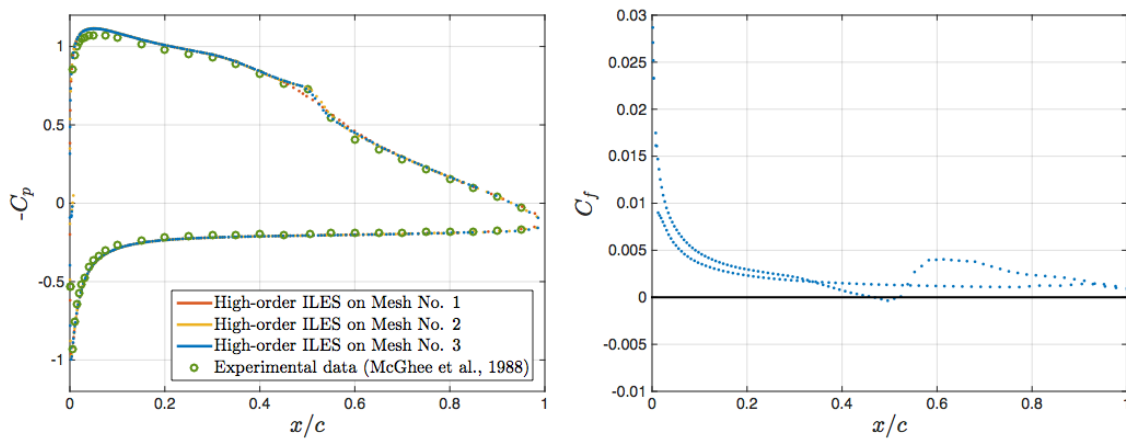 1
0.5
0
-0.5
-1
-C_p
High-order ILES on Mesh No. 1
High-order ILES on Mesh No. 2
High-order ILES on Mesh No. 3
Experimental data (McGhee et al., 1988)
0 0.2 0.4 0.6 0.8 1
x/c
0.03
0.025
0.02
0.015
0.01
0.005
0
-0.005
-0.01
C_f
0 0.2 0.4 0.6 0.8 1
x/c